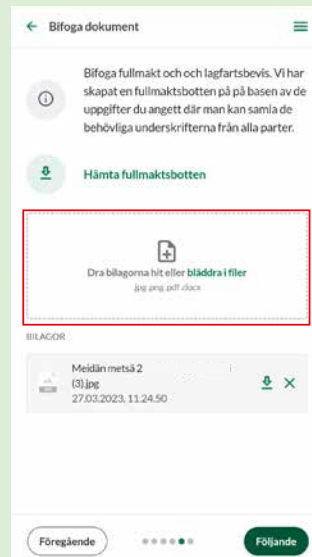 Bifoga dokument
Bifoga fullmakt och och lagfartsbevis. Vi har
skapat en fullmaktsbotten på på basen av de
uppgifter du angett där man kan samla de
behövliga underskrifterna från alla parter.
Hämta fullmaktsbotten
Dra bilagorna hit eller bläddra i filer
.jpg .png .pdf .docx
BILAGOR
Meidän metsä 2
(3).jpg
27.03.2023, 11.24.50
Föregående
Följande